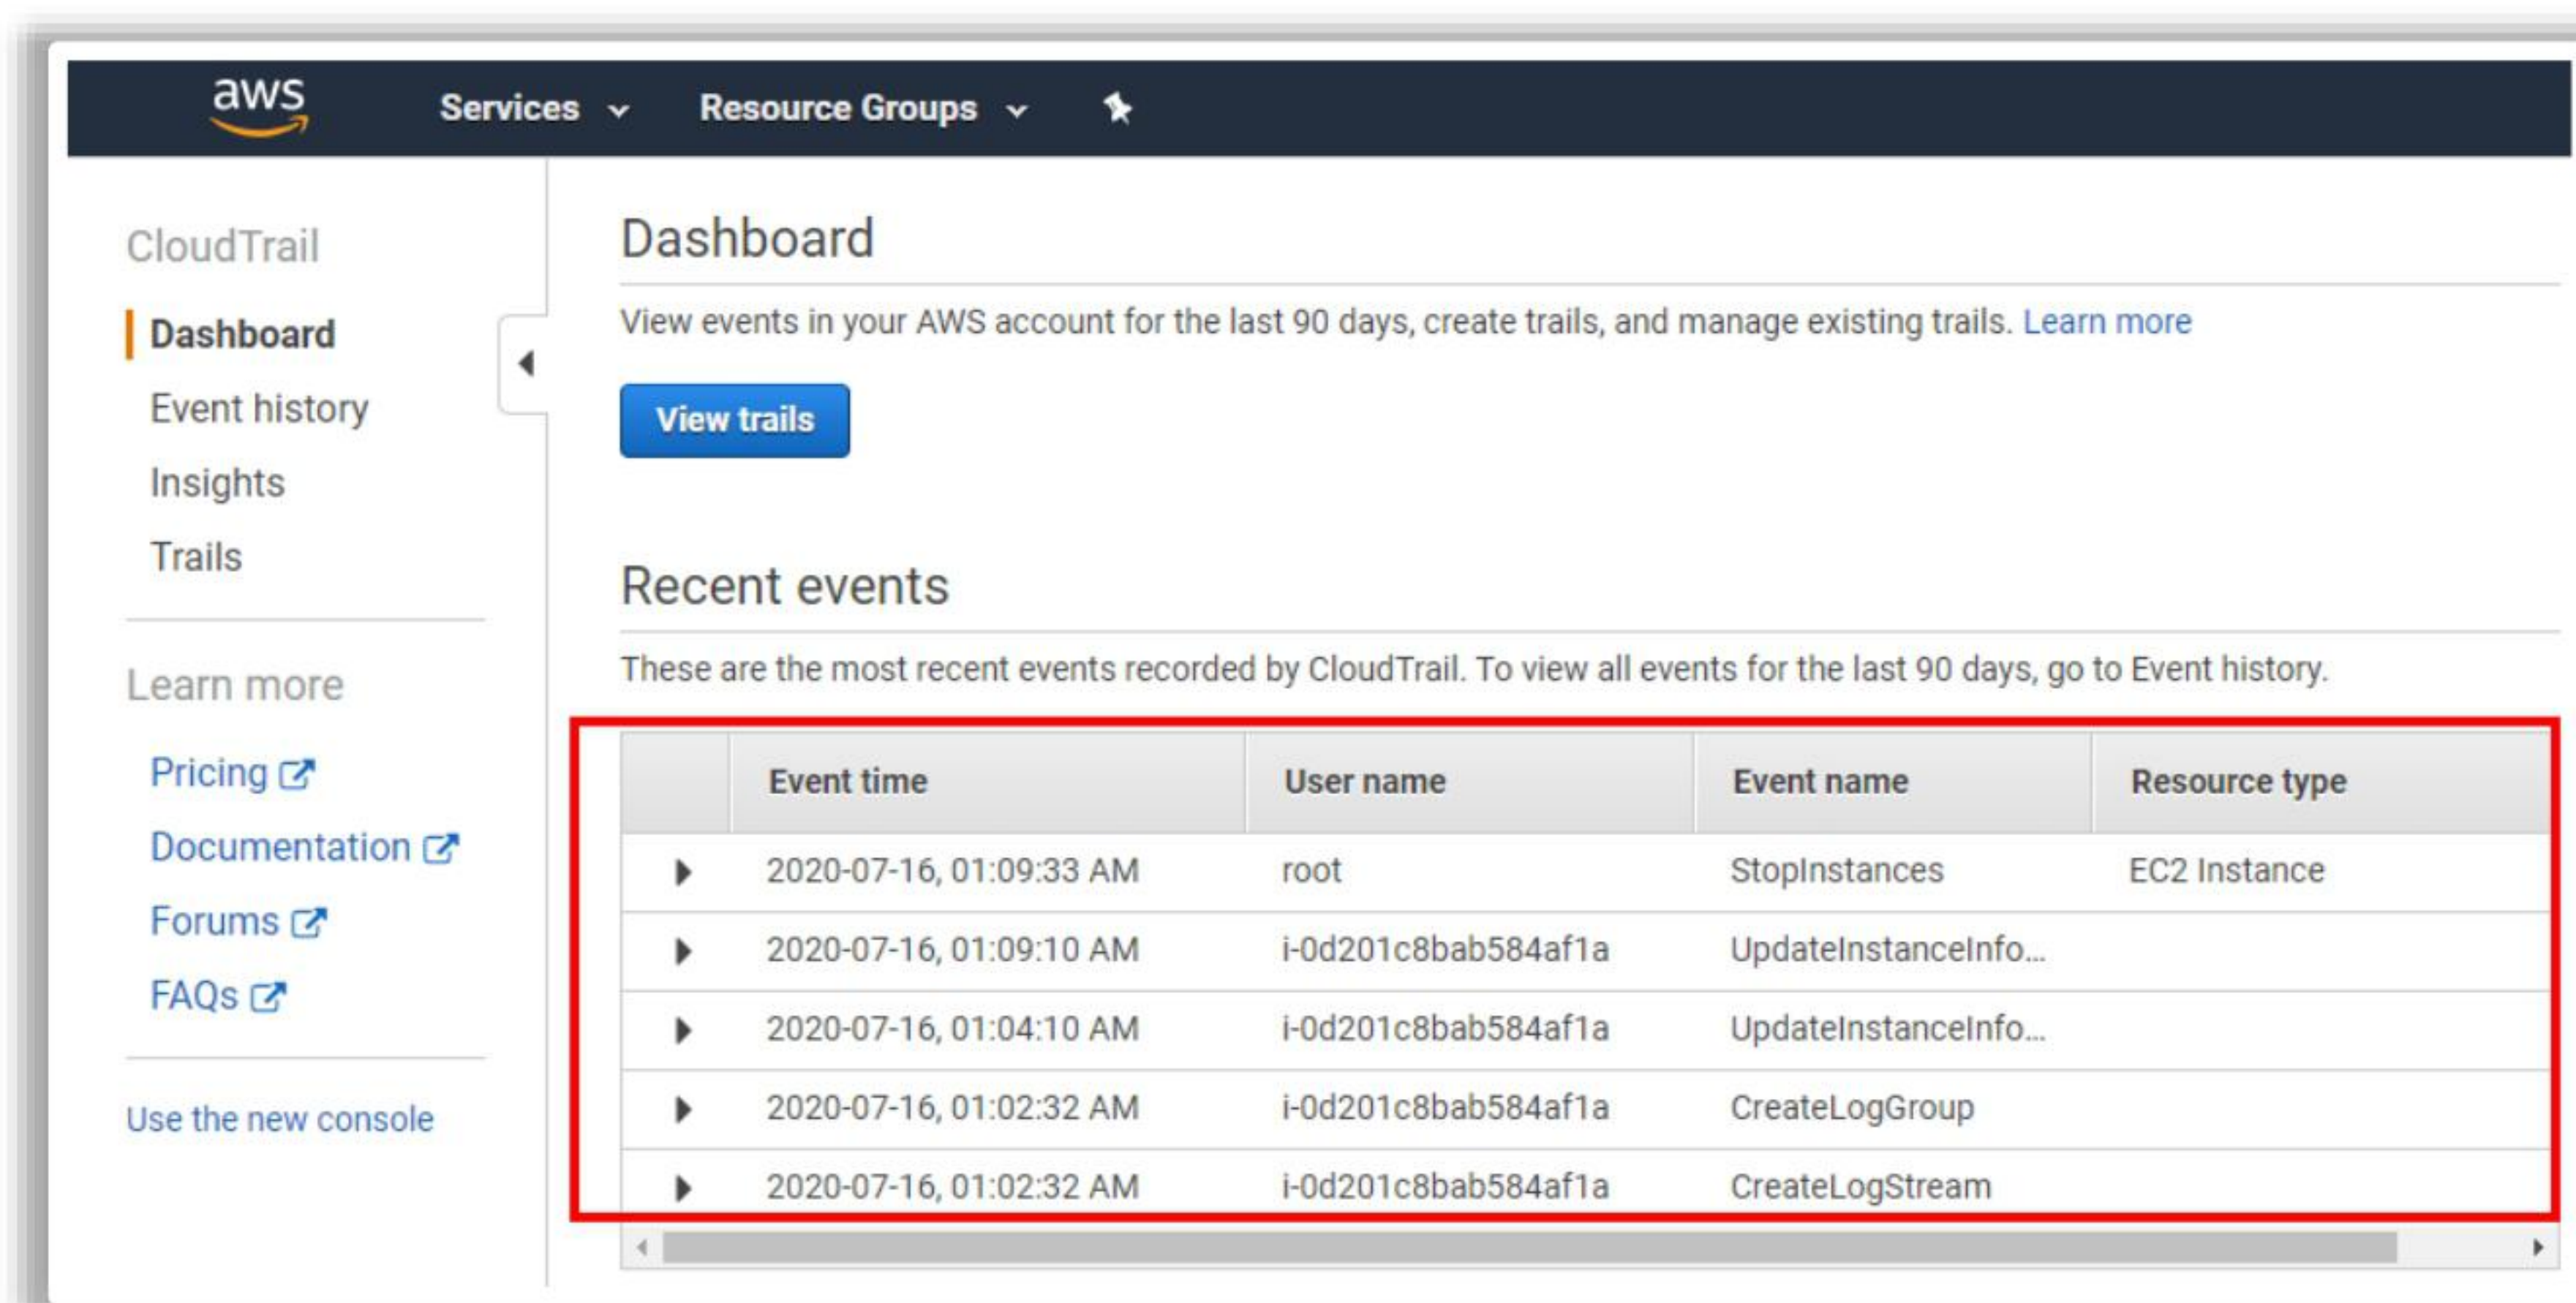 aws Services Resource Groups
CloudTrail
Dashboard
Event history
Insights
Trails
Learn more
Pricing
Documentation
Forums
FAQs
Use the new console
Dashboard
View events in your AWS account for the last 90 days, create trails, and manage existing trails. Learn more
View trails
Recent events
These are the most recent events recorded by CloudTrail. To view all events for the last 90 days, go to Event history.
Event time User name Event name Resource type
2020-07-16, 01:09:33 AM root StopInstances EC2 Instance
2020-07-16, 01:09:10 AM i-0d201c8bab584af1a UpdateInstanceInfo...
2020-07-16, 01:04:10 AM i-0d201c8bab584af1a UpdateInstanceInfo...
2020-07-16, 01:02:32 AM i-0d201c8bab584af1a CreateLogGroup
2020-07-16, 01:02:32 AM i-0d201c8bab584af1a CreateLogStream